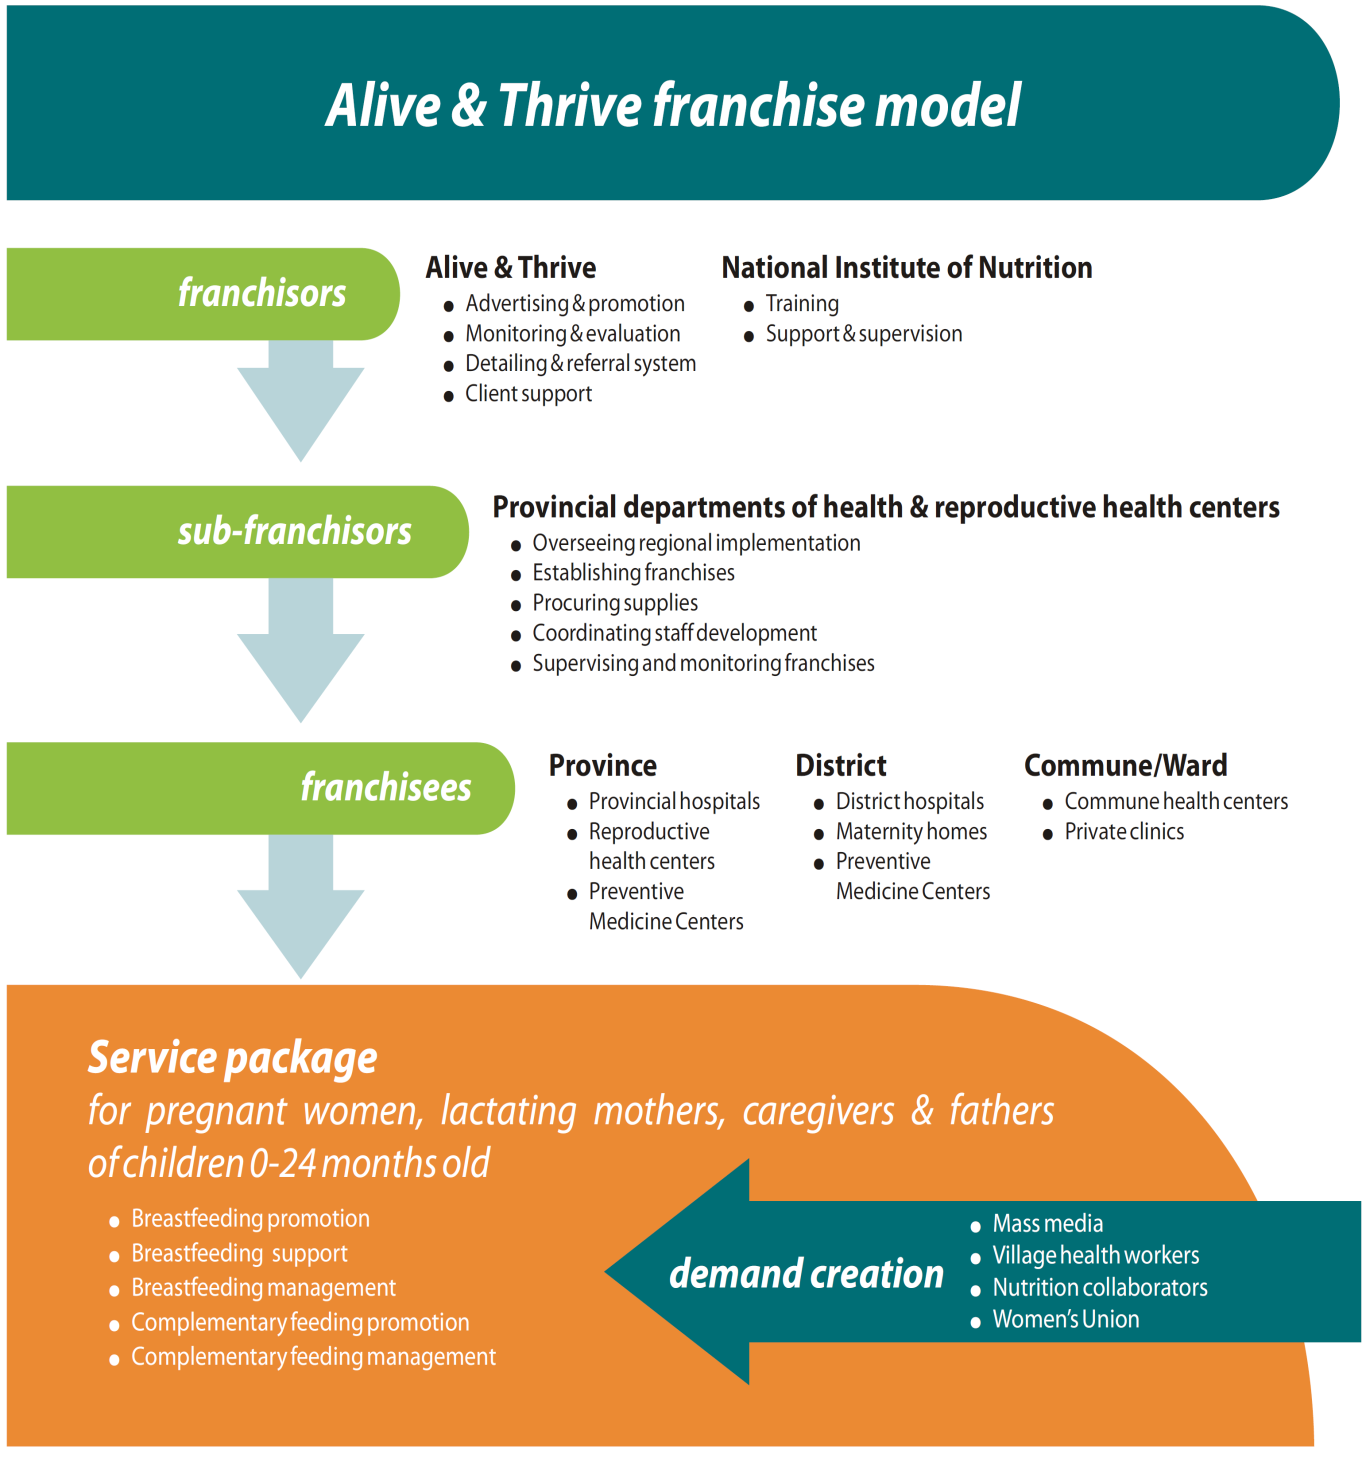 Alive & Thrive franchise model
franchisors
Alive & Thrive
• Advertising & promotion
• Monitoring & evaluation
• Detailing & referral system
• Client support
National Institute of Nutrition
• Training
• Support & supervision
sub-franchisors
Provincial departments of health & reproductive health centers
• Overseeing regional implementation
• Establishing franchises
• Procuring supplies
• Coordinating staff development
• Supervising and monitoring franchises
franchisees
Province
• Provincial hospitals
• Reproductive
health centers
• Preventive
Medicine Centers
District
• District hospitals
• Maternity homes
• Preventive
Medicine Centers
Commune/Ward
• Commune health centers
• Private clinics
Service package
for pregnant women, lactating mothers, caregivers & fathers
of children 0-24 months old
• Breastfeeding promotion
• Breastfeeding support
• Breastfeeding management
• Complementary feeding promotion
• Complementary feeding management
demand creation
• Mass media
• Village health workers
• Nutrition collaborators
• Women’s Union